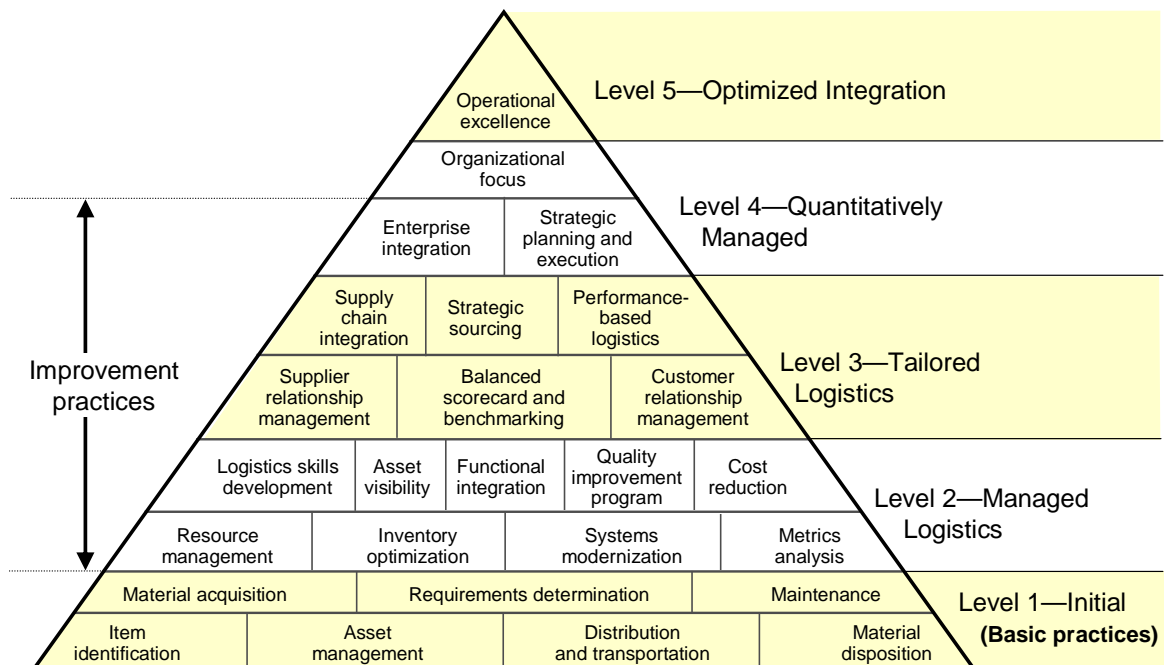 Operational
excellence
Level 5—Optimized Integration
Organizational
focus
Enterprise
integration
Strategic
planning and
execution
Level 4—Quantitatively
Managed
Supply
chain
integration
Strategic
sourcing
Performance-
based
logistics
Supplier
relationship
management
Balanced
scorecard and
benchmarking
Customer
relationship
management
Level 3—Tailored
Logistics
Improvement
practices
Logistics skills
development
Asset
visibility
Functional
integration
Quality
improvement
program
Cost
reduction
Resource
management
Inventory
optimization
Systems
modernization
Metrics
analysis
Level 2—Managed
Logistics
Material acquisition
Requirements determination
Maintenance
Item
identification
Asset
management
Distribution
and transportation
Material
disposition
Level 1—Initial
(Basic practices)